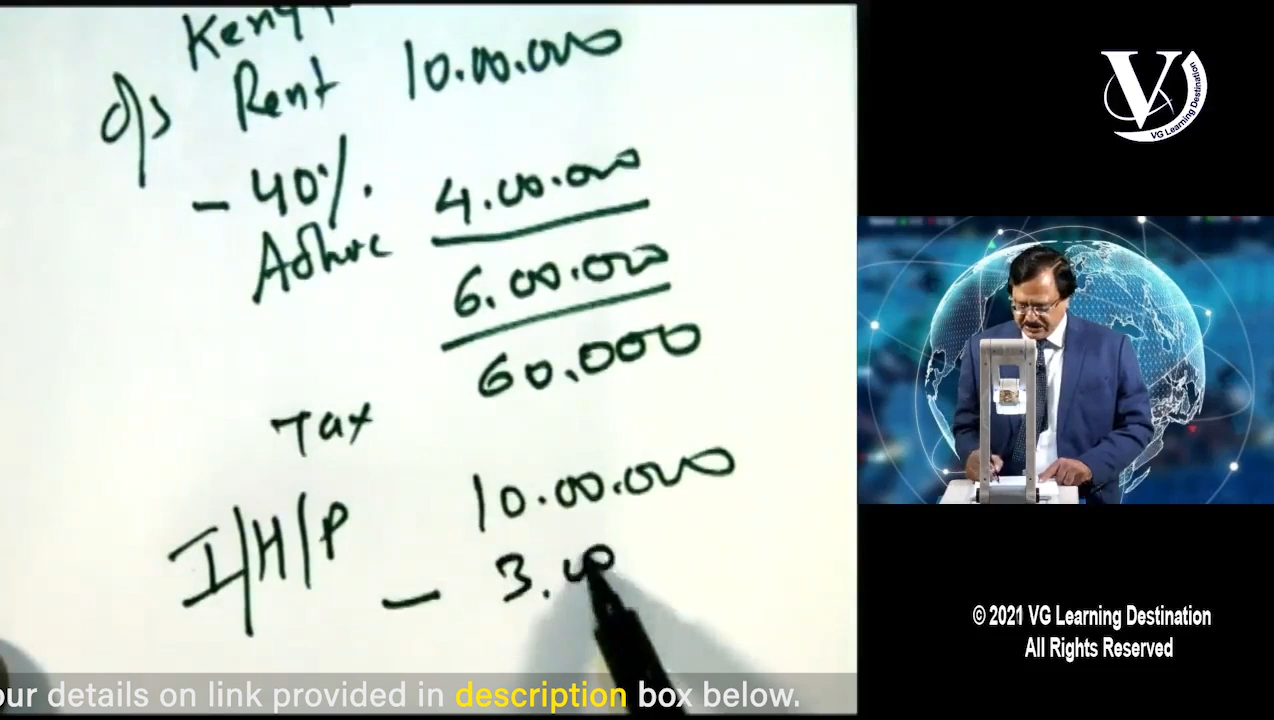 Keny
O/s Rent 10.00.000
- 40%. 4.00.000
Adhoc
6.00.000
60.000
Tax
I/H/P 10.00.000
- 3.00
V
VG Learning Destination
© 2021 VG Learning Destination
All Rights Reserved
our details on link provided in description box below.